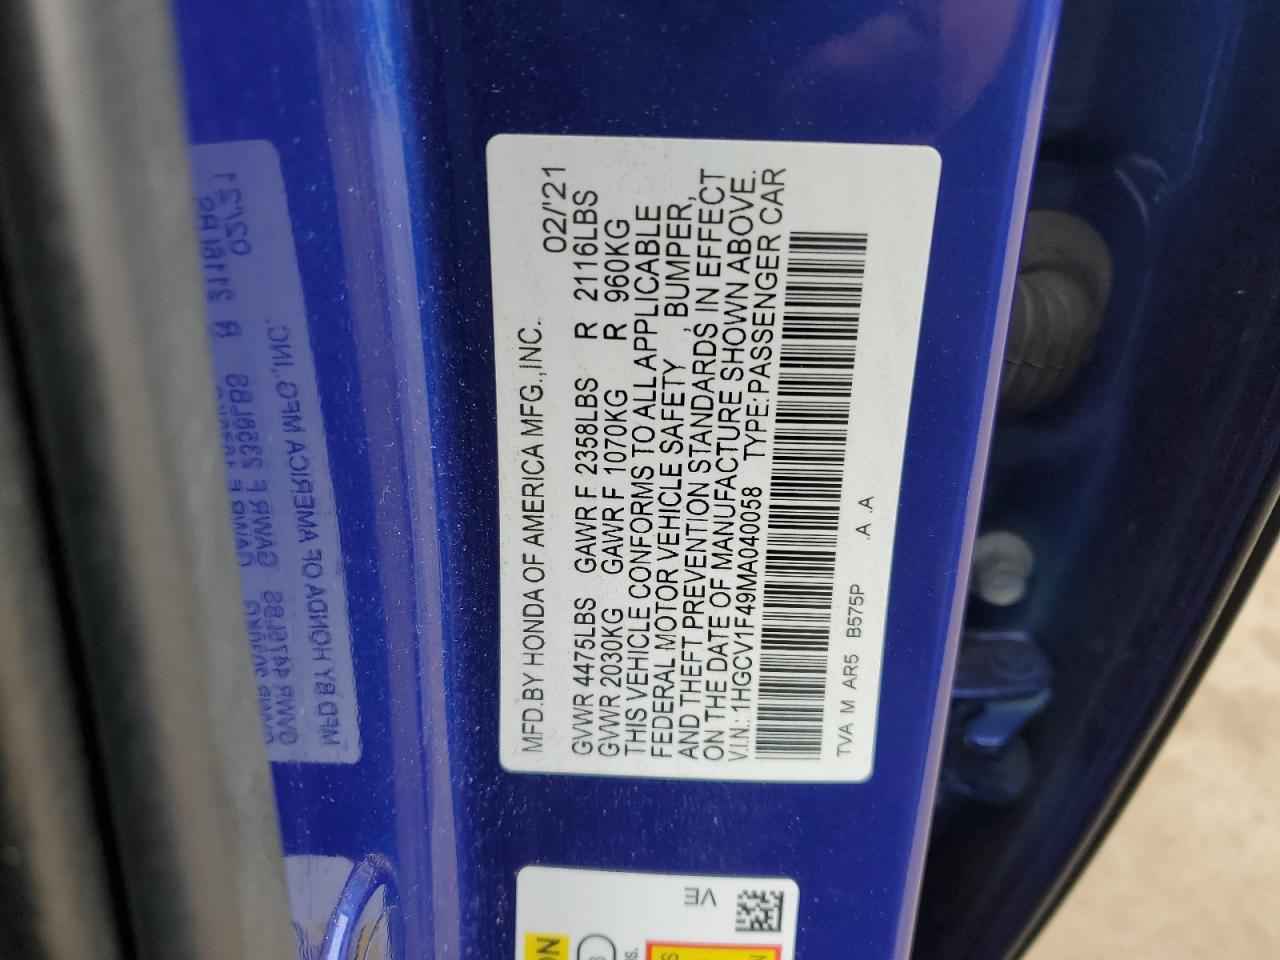 MFD.BY HONDA OF AMERICA MFG.,INC. 02/'21
GVWR 4475LBS GAWR F 2358LBS R 2116LBS
GVWR 2030KG GAWR F 1070KG R 960KG
THIS VEHICLE CONFORMS TO ALL APPLICABLE
FEDERAL MOTOR VEHICLE SAFETY , BUMPER,
AND THEFT PREVENTION STANDARDS IN EFFECT
ON THE DATE OF MANUFACTURE SHOWN ABOVE.
V.I.N.: 1HGCV1F49MA040058 TYPE:PASSENGER CAR
TVA M AR5 B575P .A .A
VE